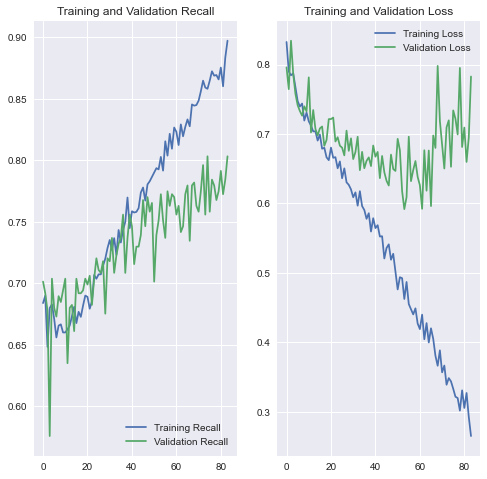 Training and Validation Recall
0.90
0.85
0.80
0.75
0.70
0.65
0.60
Training Recall
Validation Recall
0 20 40 60 80
Training and Validation Loss
Training Loss
Validation Loss
0.8
0.7
0.6
0.5
0.4
0.3
0 20 40 60 80